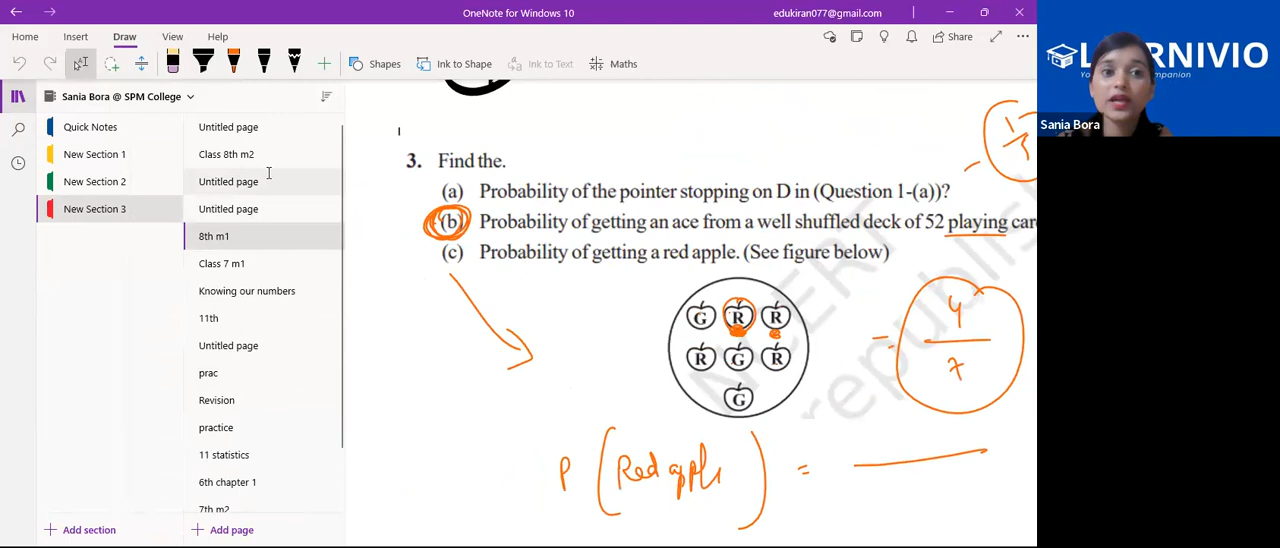 OneNote for Windows 10
edukiran077@gmail.com
Home Insert Draw View Help
Share
Shapes Ink to Shape Ink to Text Maths
Sania Bora @ SPM College
Quick Notes
New Section 1
New Section 2
New Section 3
Untitled page
Class 8th m2
Untitled page
Untitled page
8th m1
Class 7 m1
Knowing our numbers
11th
Untitled page
prac
Revision
practice
11 statistics
6th chapter 1
7th m2
Add section
Add page
3. Find the.
(a) Probability of the pointer stopping on D in (Question 1-(a))?
(b) Probability of getting an ace from a well shuffled deck of 52 playing car
(c) Probability of getting a red apple. (See figure below)
G R R
R G R
G
= 4/7
P (Red apple) =
NCERT
republish
LEARNIVIO
Sania Bora